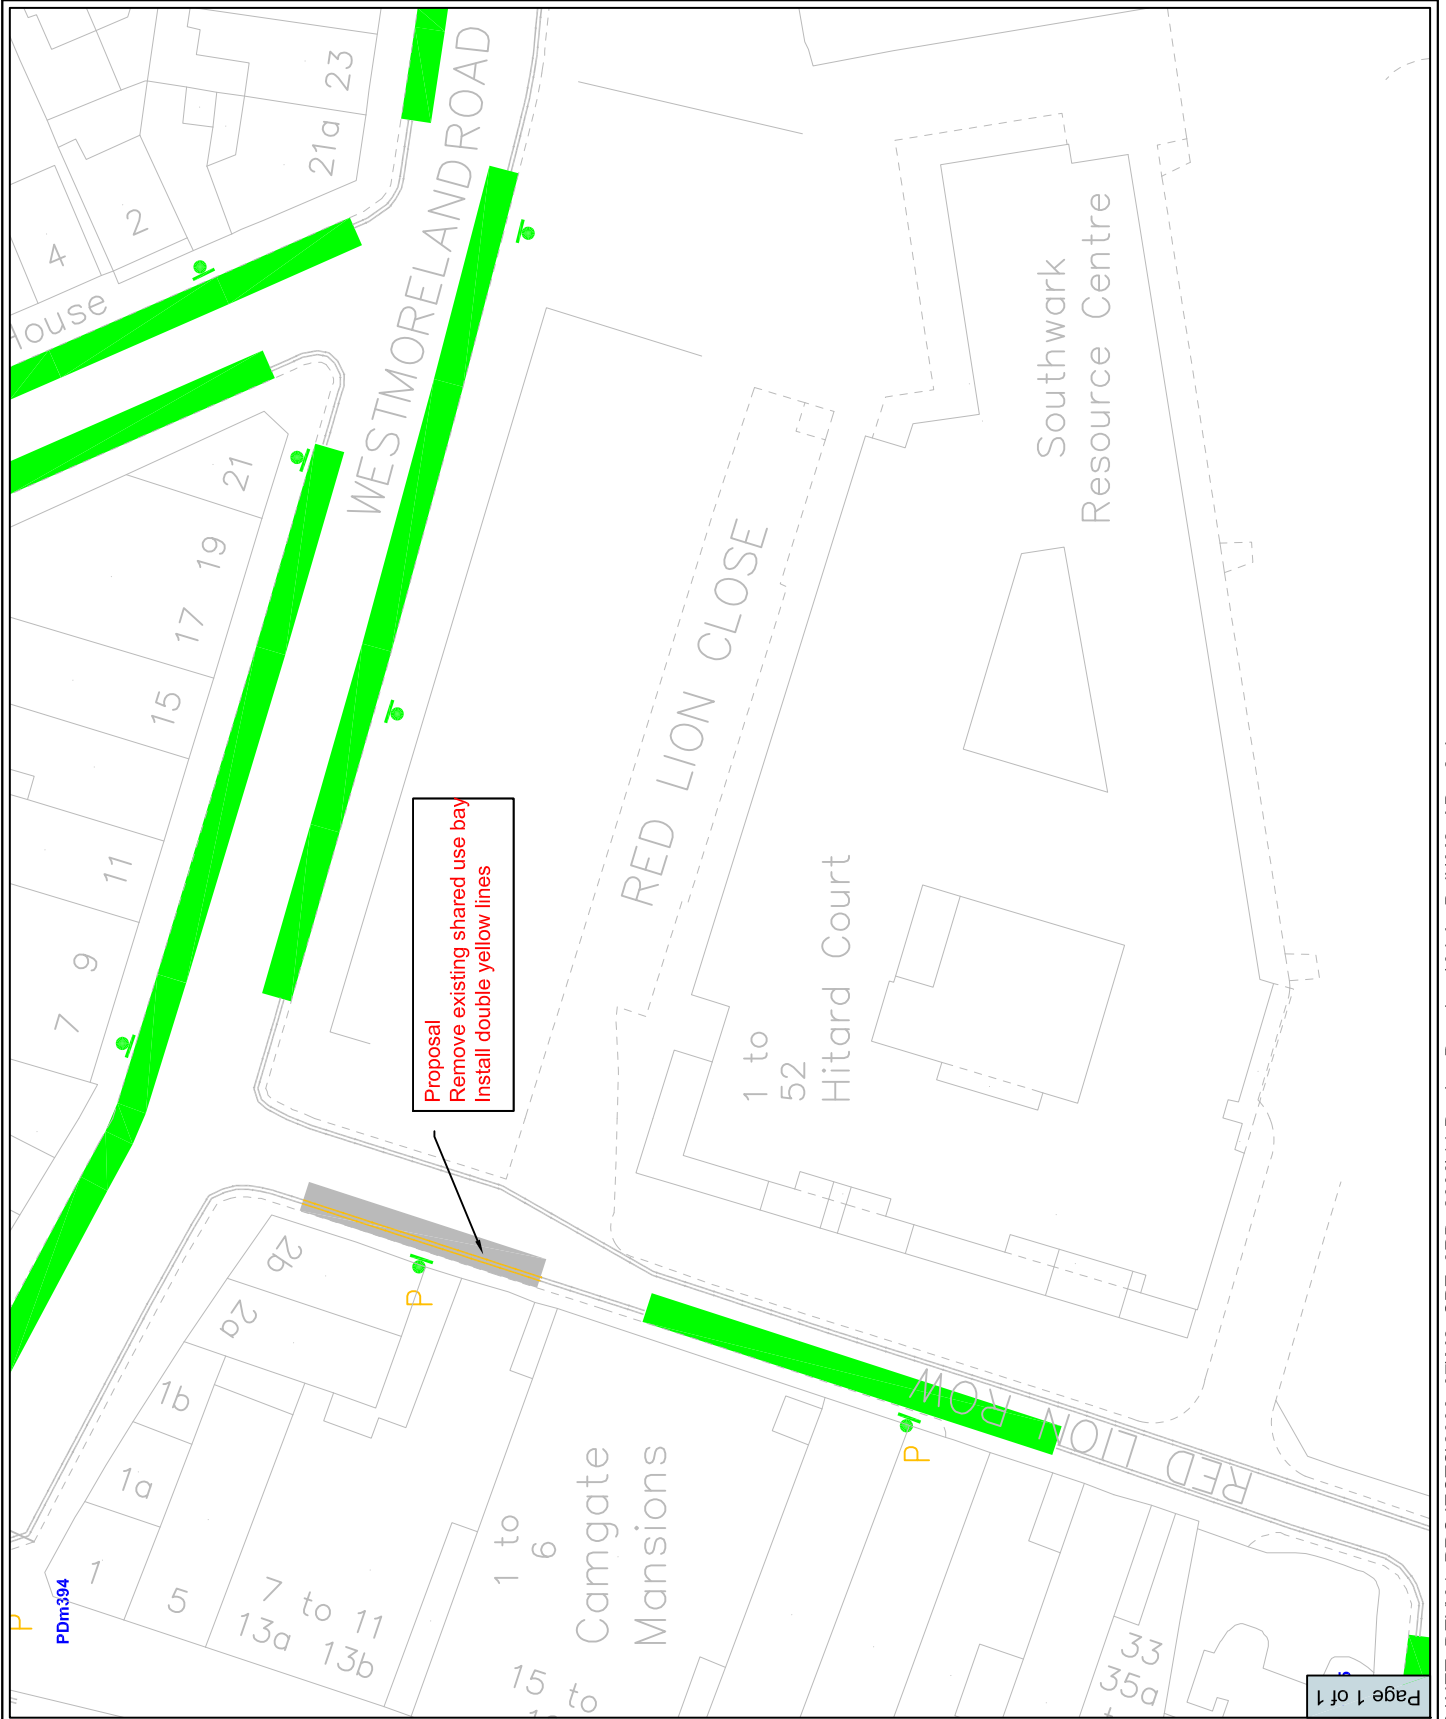 WESTMORELAND ROAD
23
21a
2
4
House
21
19
17
15
11
9
7
Proposal
Remove existing shared use bay
Install double yellow lines
RED LION CLOSE
Southwark
Resource Centre
1 to
52
Hitard Court
2b
2a
1b
1a
1
5
7 to 11
13a 13b
P
P
P
PDm394
1 to
6
Camgate
Mansions
15 to
RED LION ROW
33
35a
Page 1 of 1